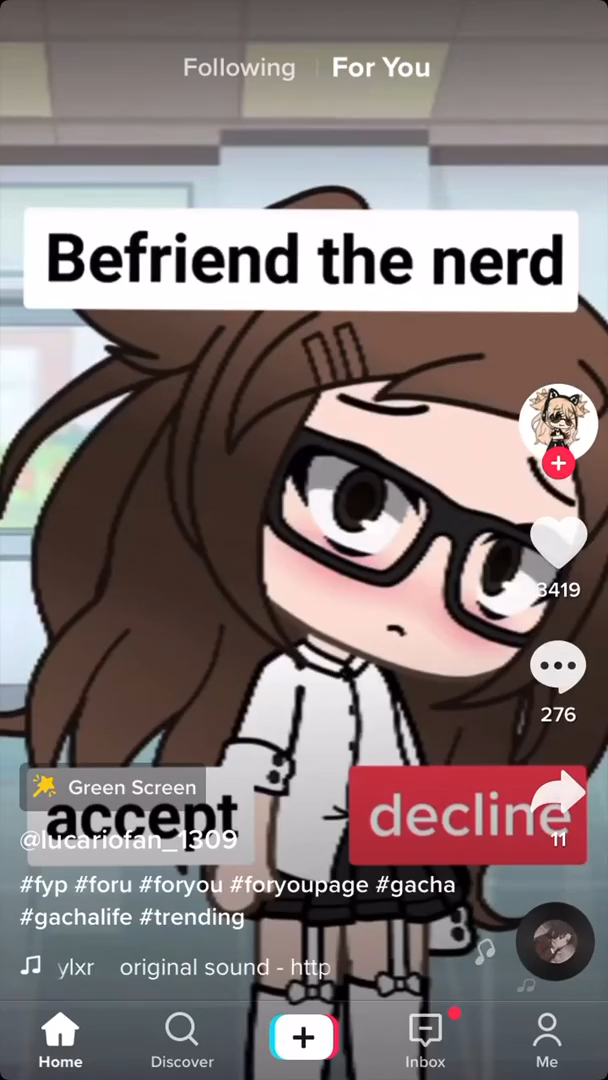 Following | For You
Befriend the nerd
3419
276
Green Screen
accept
decline
@lucariofan_1309
11
#fyp #foru #foryou #foryoupage #gacha
#gachalife #trending
ylxr original sound - http
Home Discover Inbox Me